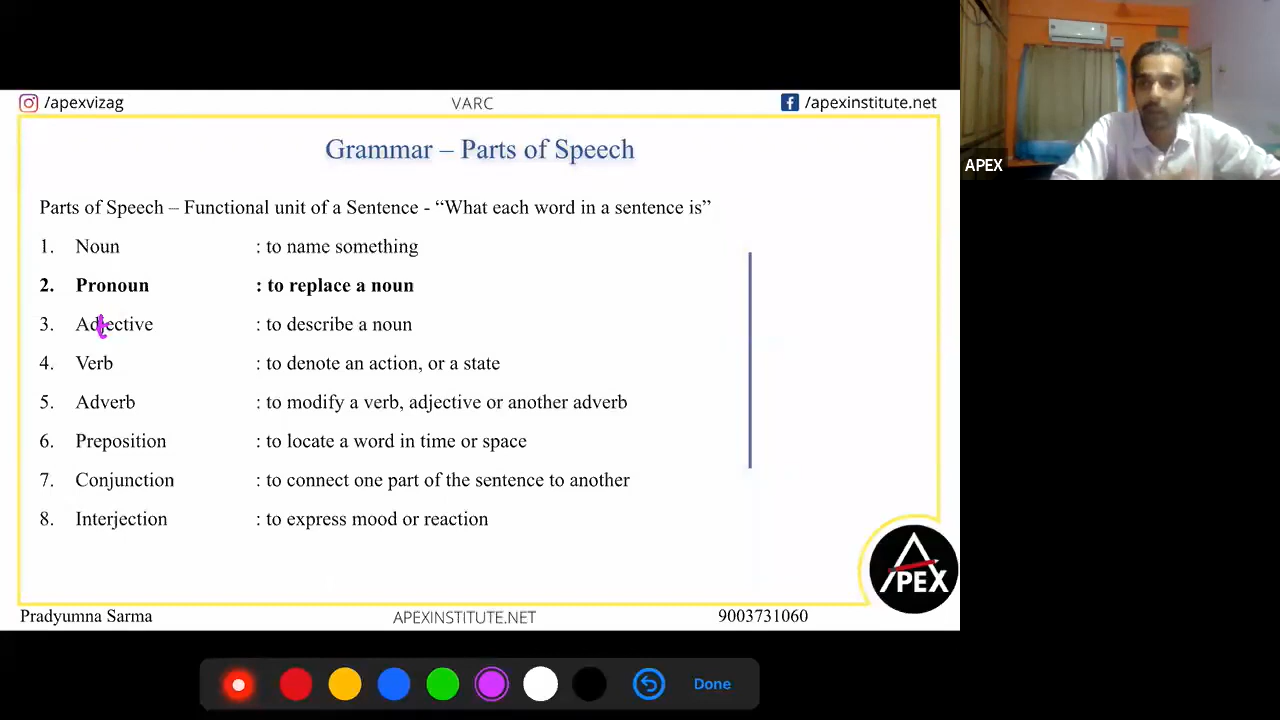 /apexvizag VARC /apexinstitute.net
Grammar – Parts of Speech
Parts of Speech – Functional unit of a Sentence - “What each word in a sentence is”
1. Noun : to name something
2. Pronoun : to replace a noun
3. Adjective : to describe a noun
4. Verb : to denote an action, or a state
5. Adverb : to modify a verb, adjective or another adverb
6. Preposition : to locate a word in time or space
7. Conjunction : to connect one part of the sentence to another
8. Interjection : to express mood or reaction
APEX
Pradyumna Sarma APEXINSTITUTE.NET 9003731060
APEX
Done